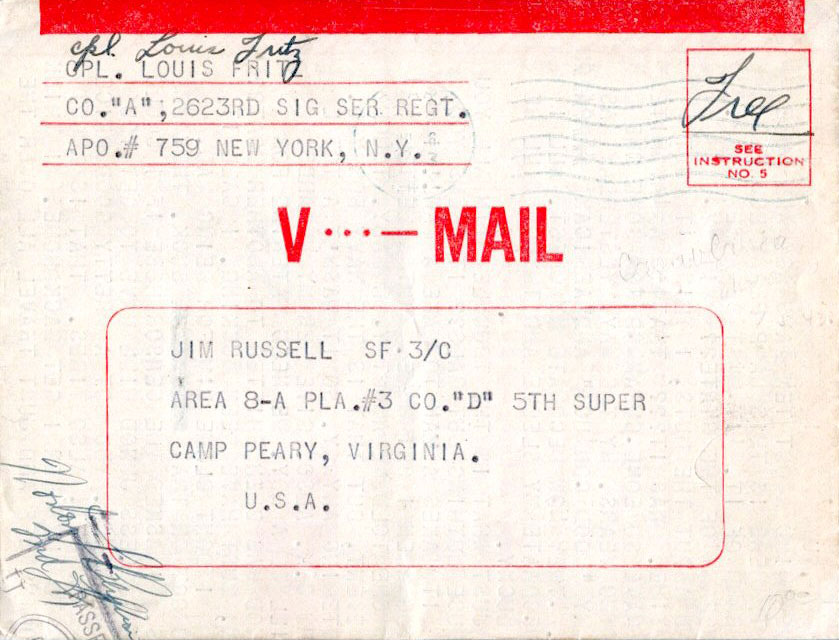 Cpl. Louis Fritz
CPL. LOUIS FRITZ
CO."A",2623RD SIG SER REGT.
APO.# 759 NEW YORK, N.Y.
Free
SEE
INSTRUCTION
NO. 5
V ...— MAIL
JIM RUSSELL SF 3/C
AREA 8-A PLA.#3 CO."D" 5TH SUPER
CAMP PEARY, VIRGINIA.
U.S.A.